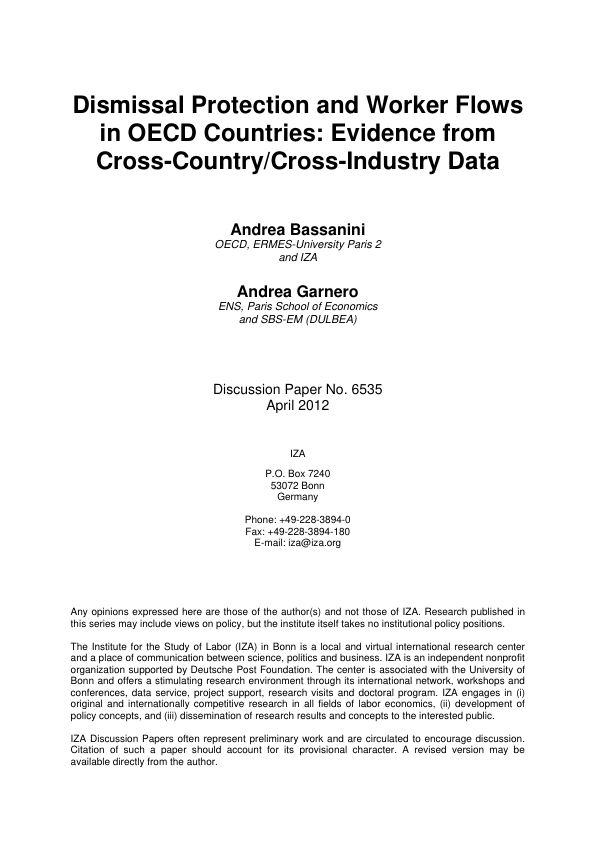 Dismissal Protection and Worker Flows
in OECD Countries: Evidence from
Cross-Country/Cross-Industry Data
Andrea Bassanini
OECD, ERMES-University Paris 2
and IZA
Andrea Garnero
ENS, Paris School of Economics
and SBS-EM (DULBEA)
Discussion Paper No. 6535
April 2012
IZA
P.O. Box 7240
53072 Bonn
Germany
Phone: +49-228-3894-0
Fax: +49-228-3894-180
E-mail: iza@iza.org
Any opinions expressed here are those of the author(s) and not those of IZA. Research published in
this series may include views on policy, but the institute itself takes no institutional policy positions.
The Institute for the Study of Labor (IZA) in Bonn is a local and virtual international research center
and a place of communication between science, politics and business. IZA is an independent nonprofit
organization supported by Deutsche Post Foundation. The center is associated with the University of
Bonn and offers a stimulating research environment through its international network, workshops and
conferences, data service, project support, research visits and doctoral program. IZA engages in (i)
original and internationally competitive research in all fields of labor economics, (ii) development of
policy concepts, and (iii) dissemination of research results and concepts to the interested public.
IZA Discussion Papers often represent preliminary work and are circulated to encourage discussion.
Citation of such a paper should account for its provisional character. A revised version may be
available directly from the author.